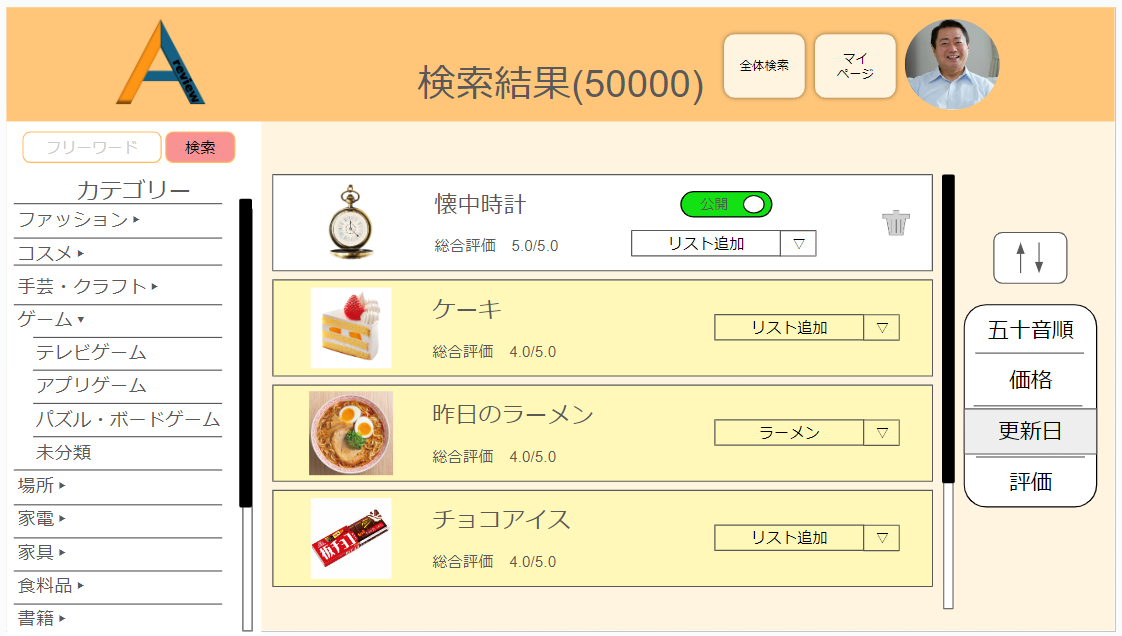 A review
検索結果(50000)
全体検索
マイ
ページ
フリーワード
検索
カテゴリー
ファッション▸
コスメ▸
手芸・クラフト▸
ゲーム▾
テレビゲーム
アプリゲーム
パズル・ボードゲーム
未分類
場所▸
家電▸
家具▸
食料品▸
書籍▸
懐中時計
公開
総合評価 5.0/5.0
リスト追加 ▽
ケーキ
総合評価 4.0/5.0
リスト追加 ▽
昨日のラーメン
総合評価 4.0/5.0
ラーメン ▽
チョコアイス
総合評価 4.0/5.0
リスト追加 ▽
板チョコ
↑↓
五十音順
価格
更新日
評価